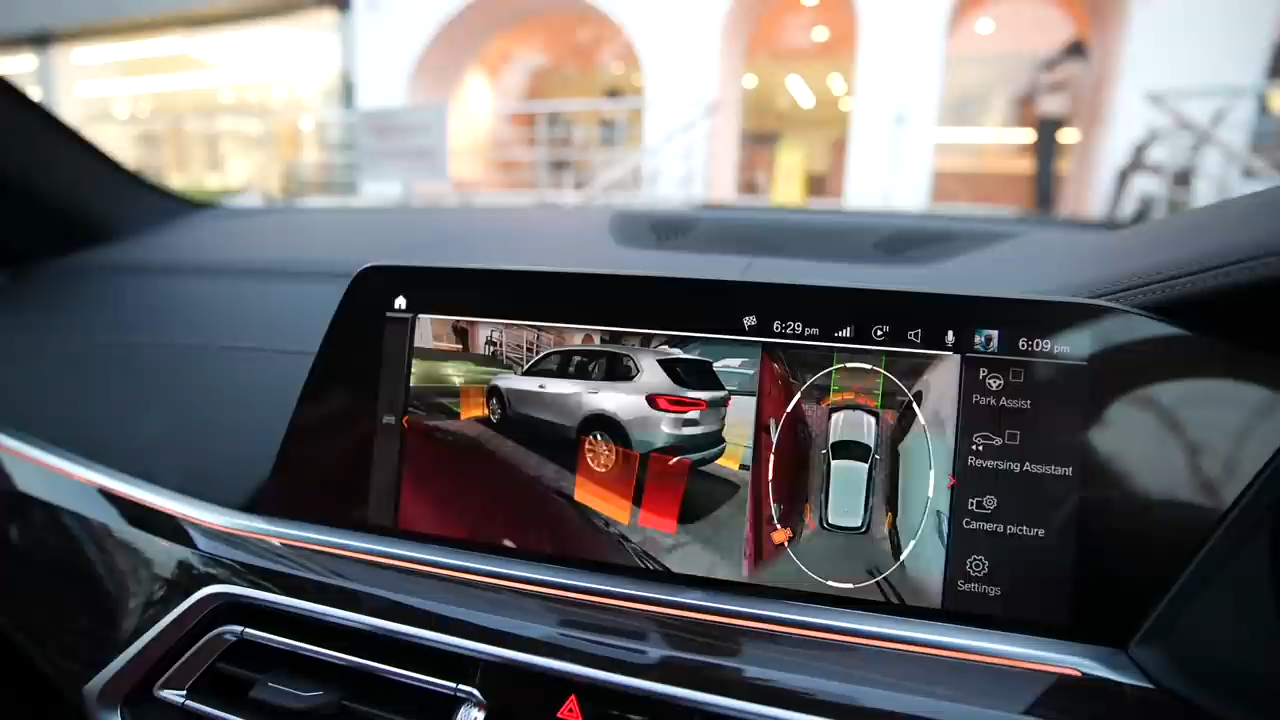 6:29 pm
6:09 pm
P
Park Assist
Reversing Assistant
Camera picture
Settings